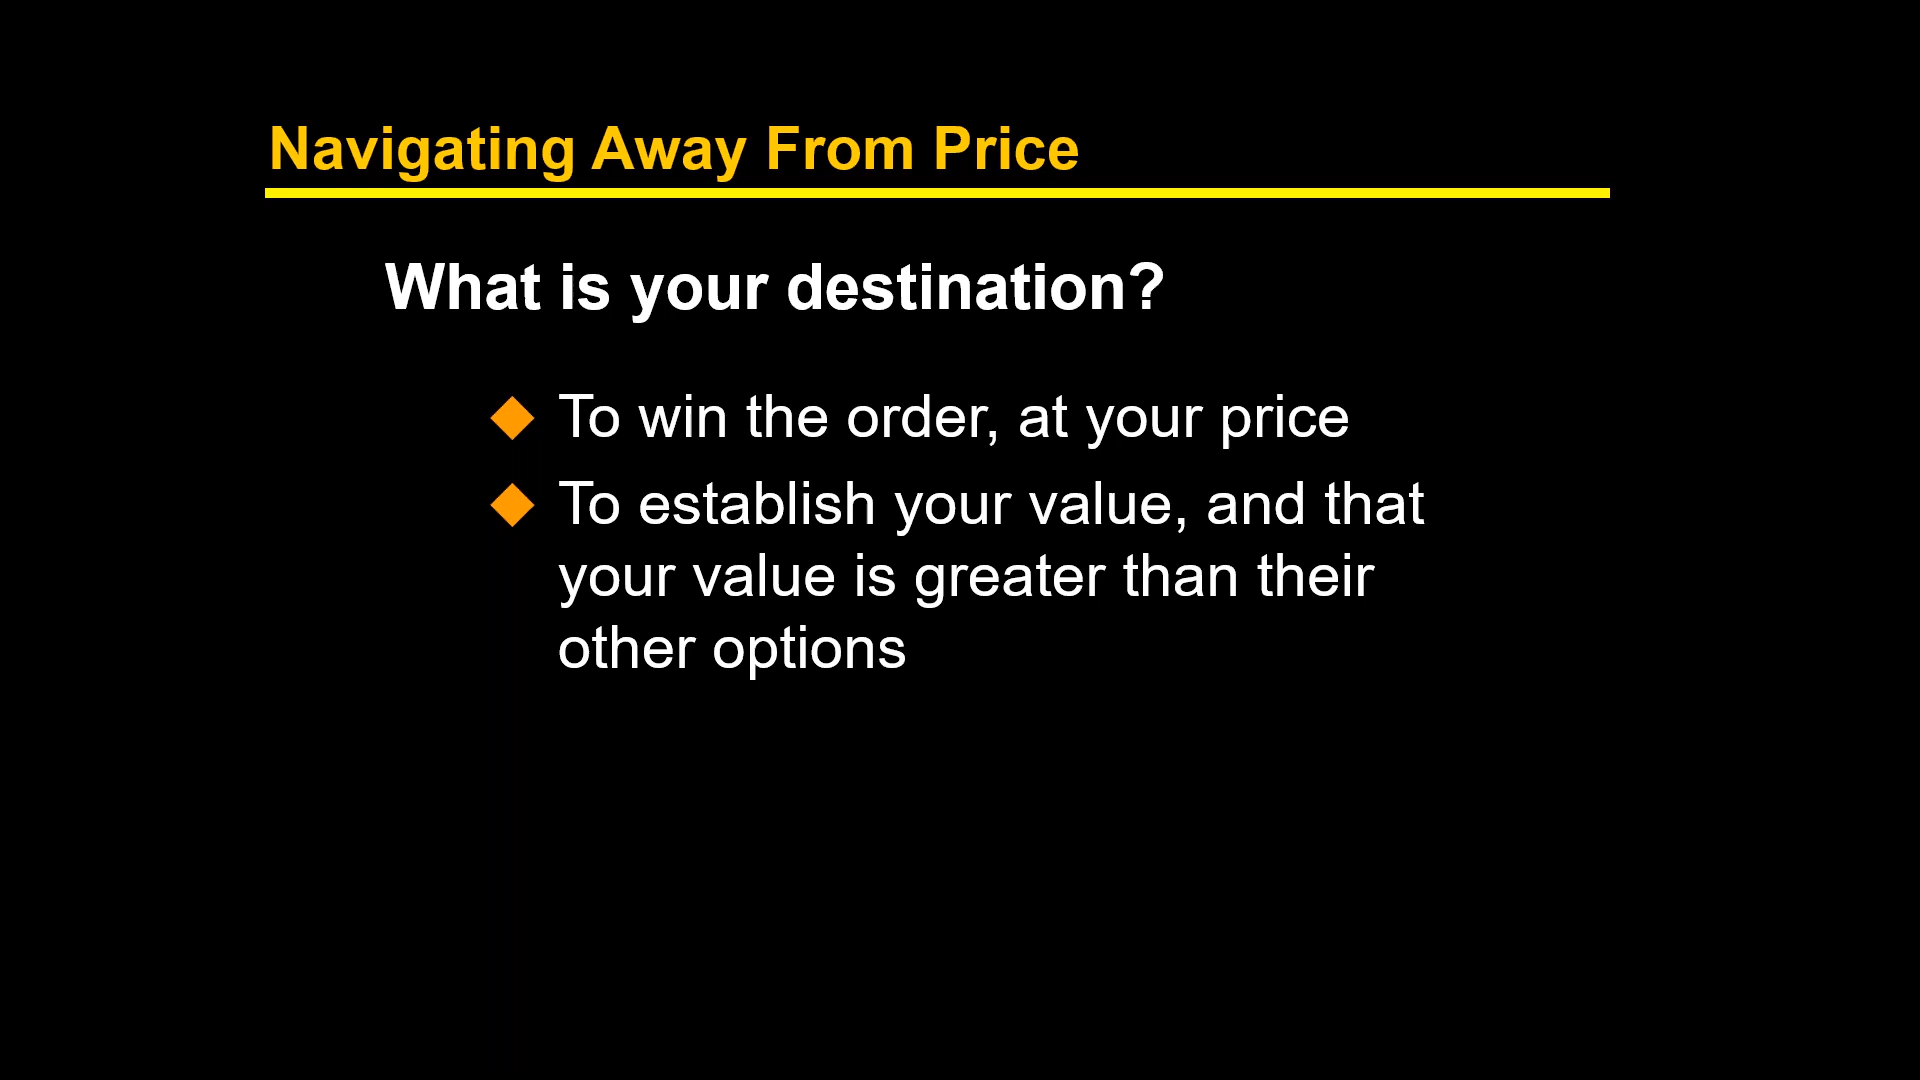 Navigating Away From Price
What is your destination?
To win the order, at your price
To establish your value, and that
your value is greater than their
other options